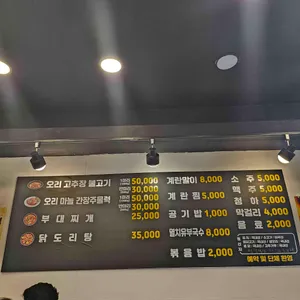 오리 고추장 불고기 50,000
30,000
오리 마늘 간장주물럭 50,000
30,000
부대찌개 25,000
닭도리탕 35,000
계란말이 8,000
계란찜 5,000
공기밥 1,000
멸치유부국수 8,000
볶음밥 2,000
소주 5,000
맥주 5,000
청하 5,000
막걸리 4,000
음료 2,000
예약 및 단체 환영